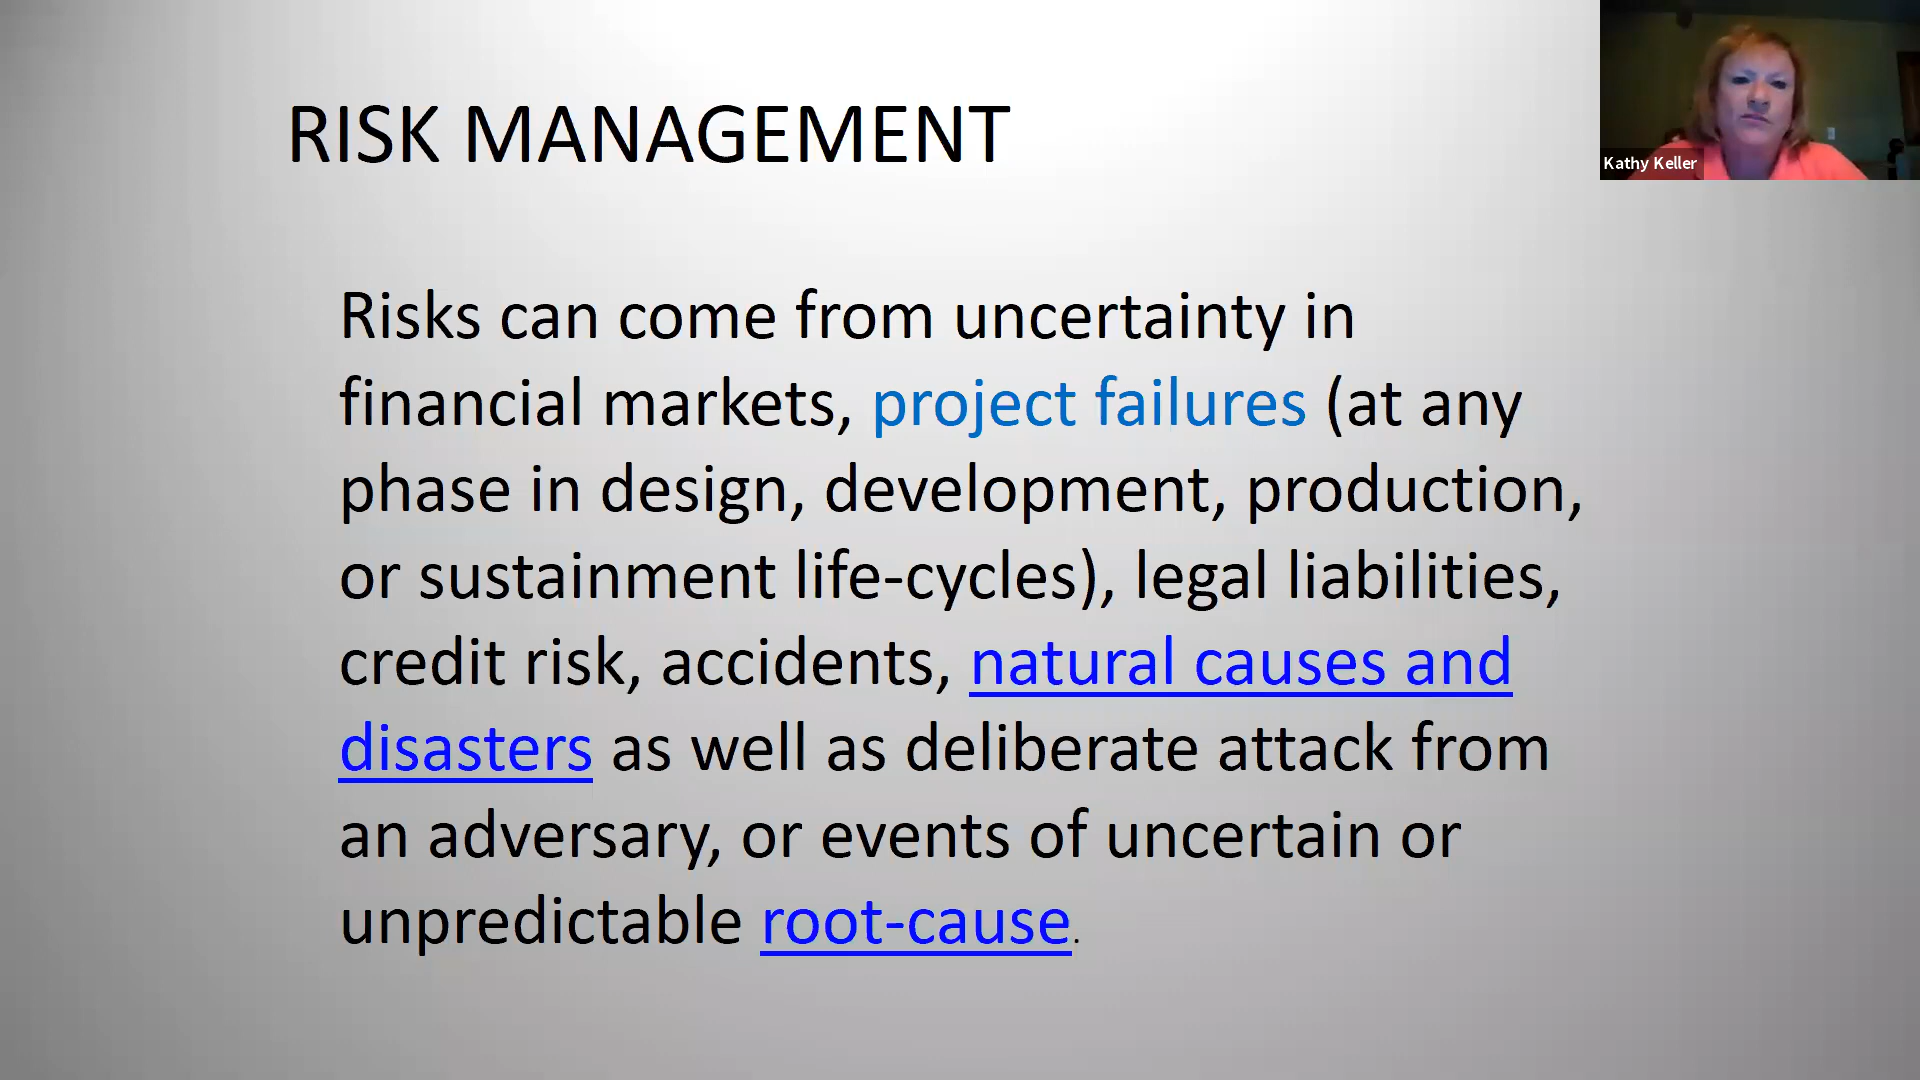 RISK MANAGEMENT
Kathy Keller
Risks can come from uncertainty in
financial markets, project failures (at any
phase in design, development, production,
or sustainment life-cycles), legal liabilities,
credit risk, accidents, natural causes and
disasters as well as deliberate attack from
an adversary, or events of uncertain or
unpredictable root-cause.